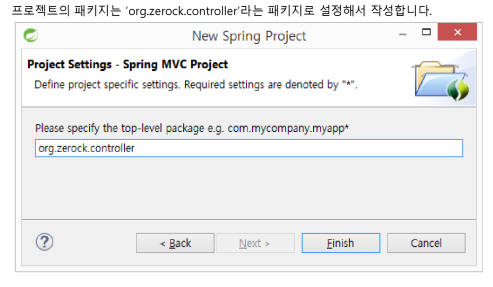 프로젝트의 패키지는 'org.zerock.controller'라는 패키지로 설정해서 작성합니다.
New Spring Project
Project Settings - Spring MVC Project
Define project specific settings. Required settings are denoted by "*".
Please specify the top-level package e.g. com.mycompany.myapp*
org.zerock.controller
< Back Next > Finish Cancel